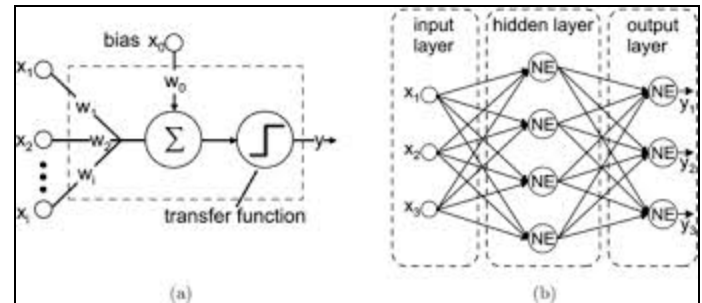 bias x₀
w₀
x₁
w₁
x₂
w₂
xᵢ
wᵢ
Σ
y
transfer function
(a)
input layer
hidden layer
output layer
x₁
x₂
x₃
NE
NE
NE
NE
NE
NE
NE
y₁
y₂
y₃
(b)